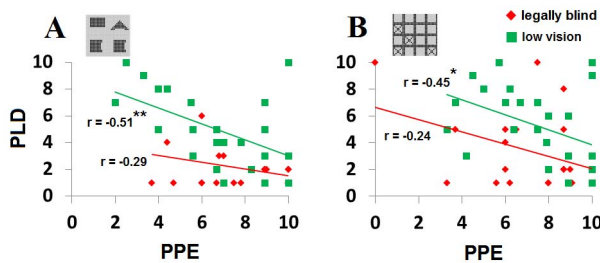 A
B
legally blind
low vision
PLD
10
8
6
4
2
0
r = -0.51**
r = -0.29
0 2 4 6 8 10
PPE
10
8
6
4
2
0
r = -0.45*
r = -0.24
0 2 4 6 8 10
PPE